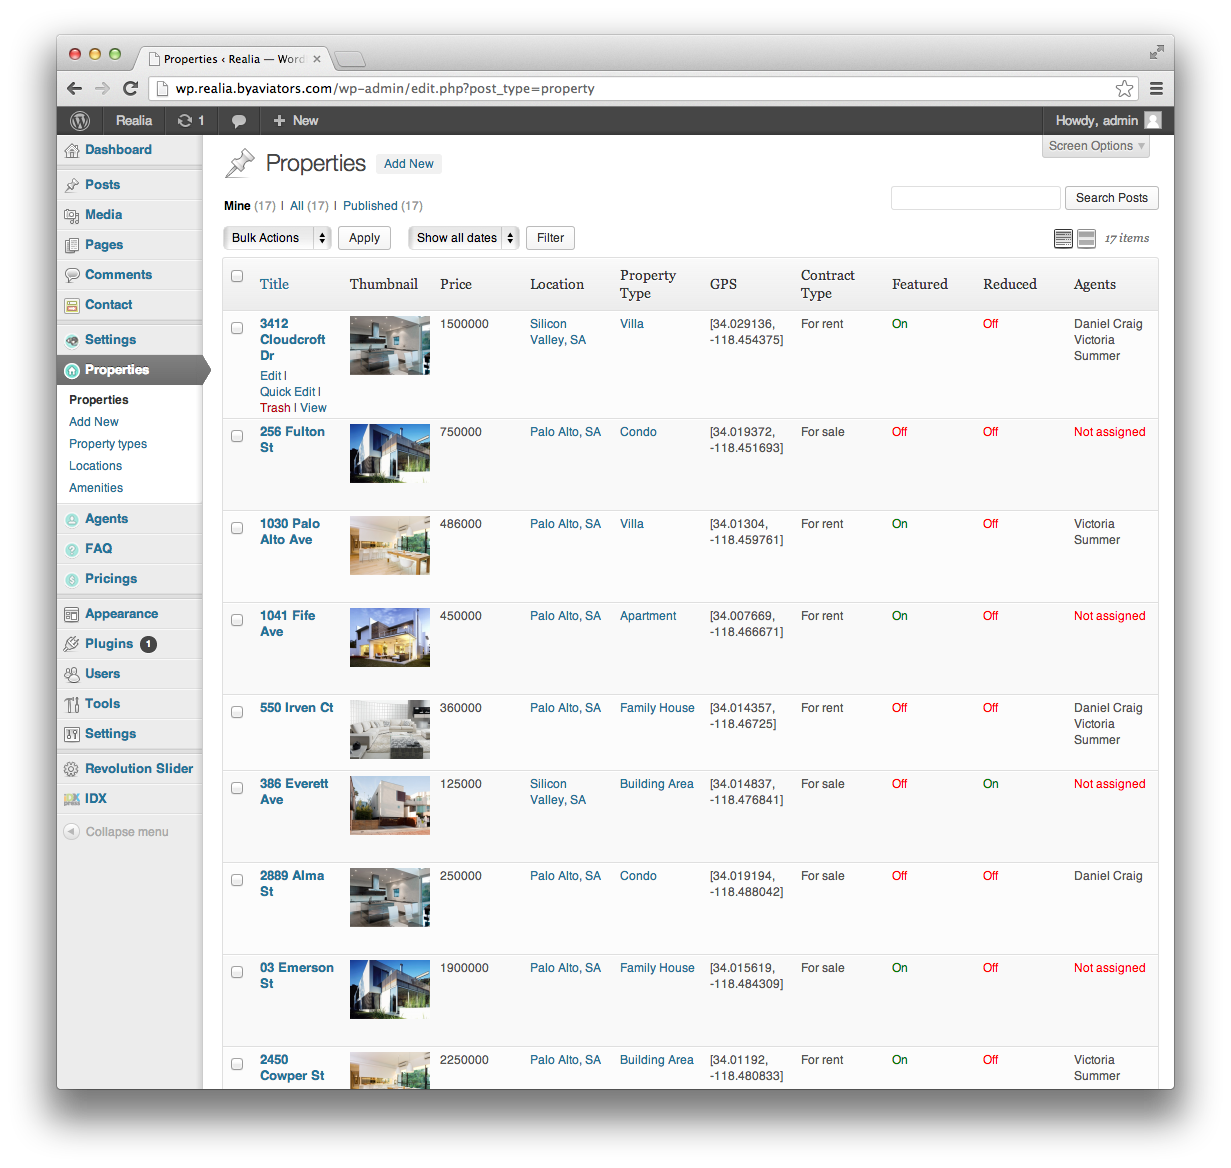 Properties ‹ Realia — Word
wp.realia.byaviators.com/wp-admin/edit.php?post_type=property
Realia 1 + New Howdy, admin
Dashboard
Posts
Media
Pages
Comments
Contact
Settings
Properties
Properties
Add New
Property types
Locations
Amenities
Agents
FAQ
Pricings
Appearance
Plugins 1
Users
Tools
Settings
Revolution Slider
IDX
Collapse menu
Screen Options
Properties Add New
Mine (17) | All (17) | Published (17)
Search Posts
Bulk Actions Apply Show all dates Filter
17 items
Title Thumbnail Price Location Property Type GPS Contract Type Featured Reduced Agents
3412 Cloudcroft Dr 1500000 Silicon Valley, SA Villa [34.029136, -118.454375] For rent On Off Daniel Craig Victoria Summer
Edit |
Quick Edit |
Trash | View
256 Fulton St 750000 Palo Alto, SA Condo [34.019372, -118.451693] For sale Off Off Not assigned
1030 Palo Alto Ave 486000 Palo Alto, SA Villa [34.01304, -118.459761] For rent On Off Victoria Summer
1041 Fife Ave 450000 Palo Alto, SA Apartment [34.007669, -118.466671] For rent On Off Not assigned
550 Irven Ct 360000 Palo Alto, SA Family House [34.014357, -118.46725] For rent Off Off Daniel Craig Victoria Summer
386 Everett Ave 125000 Silicon Valley, SA Building Area [34.014837, -118.476841] For sale Off On Not assigned
2889 Alma St 250000 Palo Alto, SA Condo [34.019194, -118.488042] For sale Off Off Daniel Craig
03 Emerson St 1900000 Palo Alto, SA Family House [34.015619, -118.484309] For sale On Off Not assigned
2450 Cowper St 2250000 Palo Alto, SA Building Area [34.01192, -118.480833] For rent On Off Victoria Summer